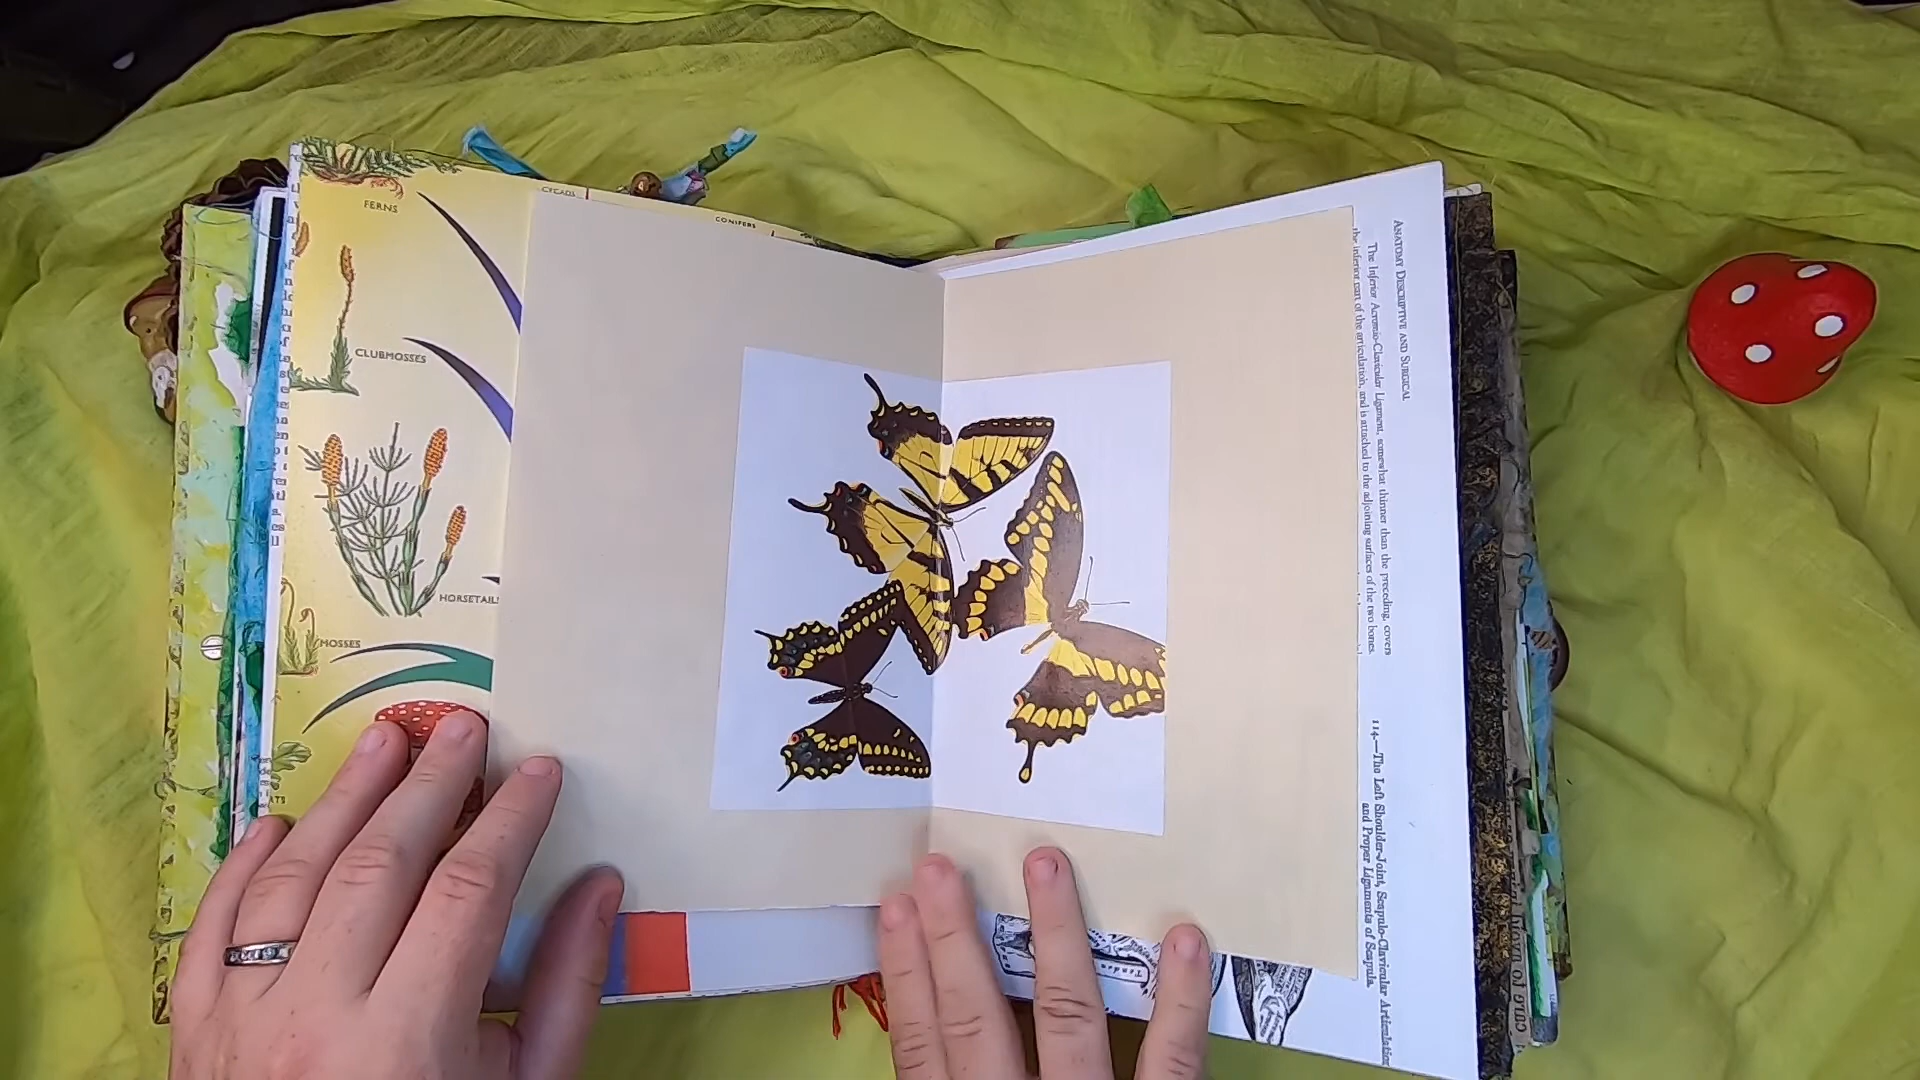 FERNS
CYCADS
CONIFERS
CLUBMOSSES
HORSETAIL
MOSSES
ANATOMY DESCRIPTIVE AND SURGICAL
The Inferior Acromio-Clavicular Ligament, somewhat thinner than the preceding, covers
the inferior part of the articulation, and is attached to the adjoining surfaces of the two bones.
114.—The Left Shoulder-Joint, Scapulo-Clavicular Articulation
and Proper Ligaments of Scapula.
Tendon